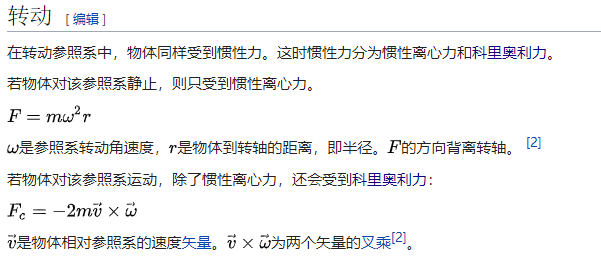 转动 [编辑]
在转动参照系中，物体同样受到惯性力。这时惯性力分为惯性离心力和科里奥利力。
若物体对该参照系静止，则只受到惯性离心力。
F = mω²r
ω是参照系转动角速度，r是物体到转轴的距离，即半径。F的方向背离转轴。 [2]
若物体对该参照系运动，除了惯性离心力，还会受到科里奥利力：
F_c = −2m\vec{v} × \vec{ω}
\vec{v}是物体相对参照系的速度矢量。\vec{v} × \vec{ω}为两个矢量的叉乘[2]。